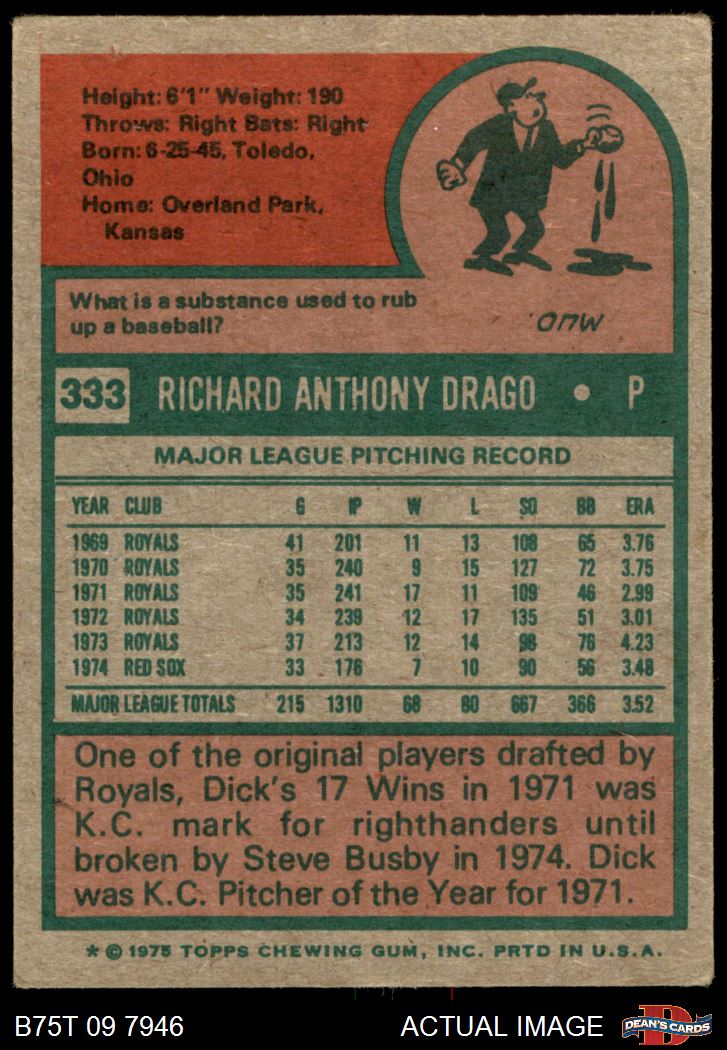 Height: 6'1" Weight: 190
Throws: Right Bats: Right
Born: 6-25-45, Toledo,
Ohio
Home: Overland Park,
Kansas
What is a substance used to rub
up a baseball?
MUD
333 RICHARD ANTHONY DRAGO • P
MAJOR LEAGUE PITCHING RECORD
YEAR CLUB G IP W L SO BB ERA
1969 ROYALS 41 201 11 13 108 65 3.76
1970 ROYALS 35 240 9 15 127 72 3.75
1971 ROYALS 35 241 17 11 109 46 2.99
1972 ROYALS 34 239 12 17 135 51 3.01
1973 ROYALS 37 213 12 14 98 76 4.23
1974 RED SOX 33 176 7 10 90 56 3.48
MAJOR LEAGUE TOTALS 215 1310 68 80 667 366 3.52
One of the original players drafted by
Royals, Dick's 17 Wins in 1971 was
K.C. mark for righthanders until
broken by Steve Busby in 1974. Dick
was K.C. Pitcher of the Year for 1971.
* © 1975 TOPPS CHEWING GUM, INC. PRTD IN U.S.A.
B75T 09 7946 ACTUAL IMAGE D DEAN'S CARDS